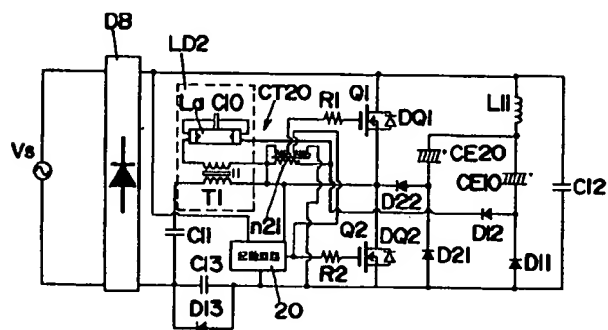 DB
LD2
La
C10
CT20
R1
Q1
DQ1
L11
CE20
CE10
C12
Vs
T1
n21
D22
D12
C11
Q2
DQ2
D21
D11
C13
R2
D13
20